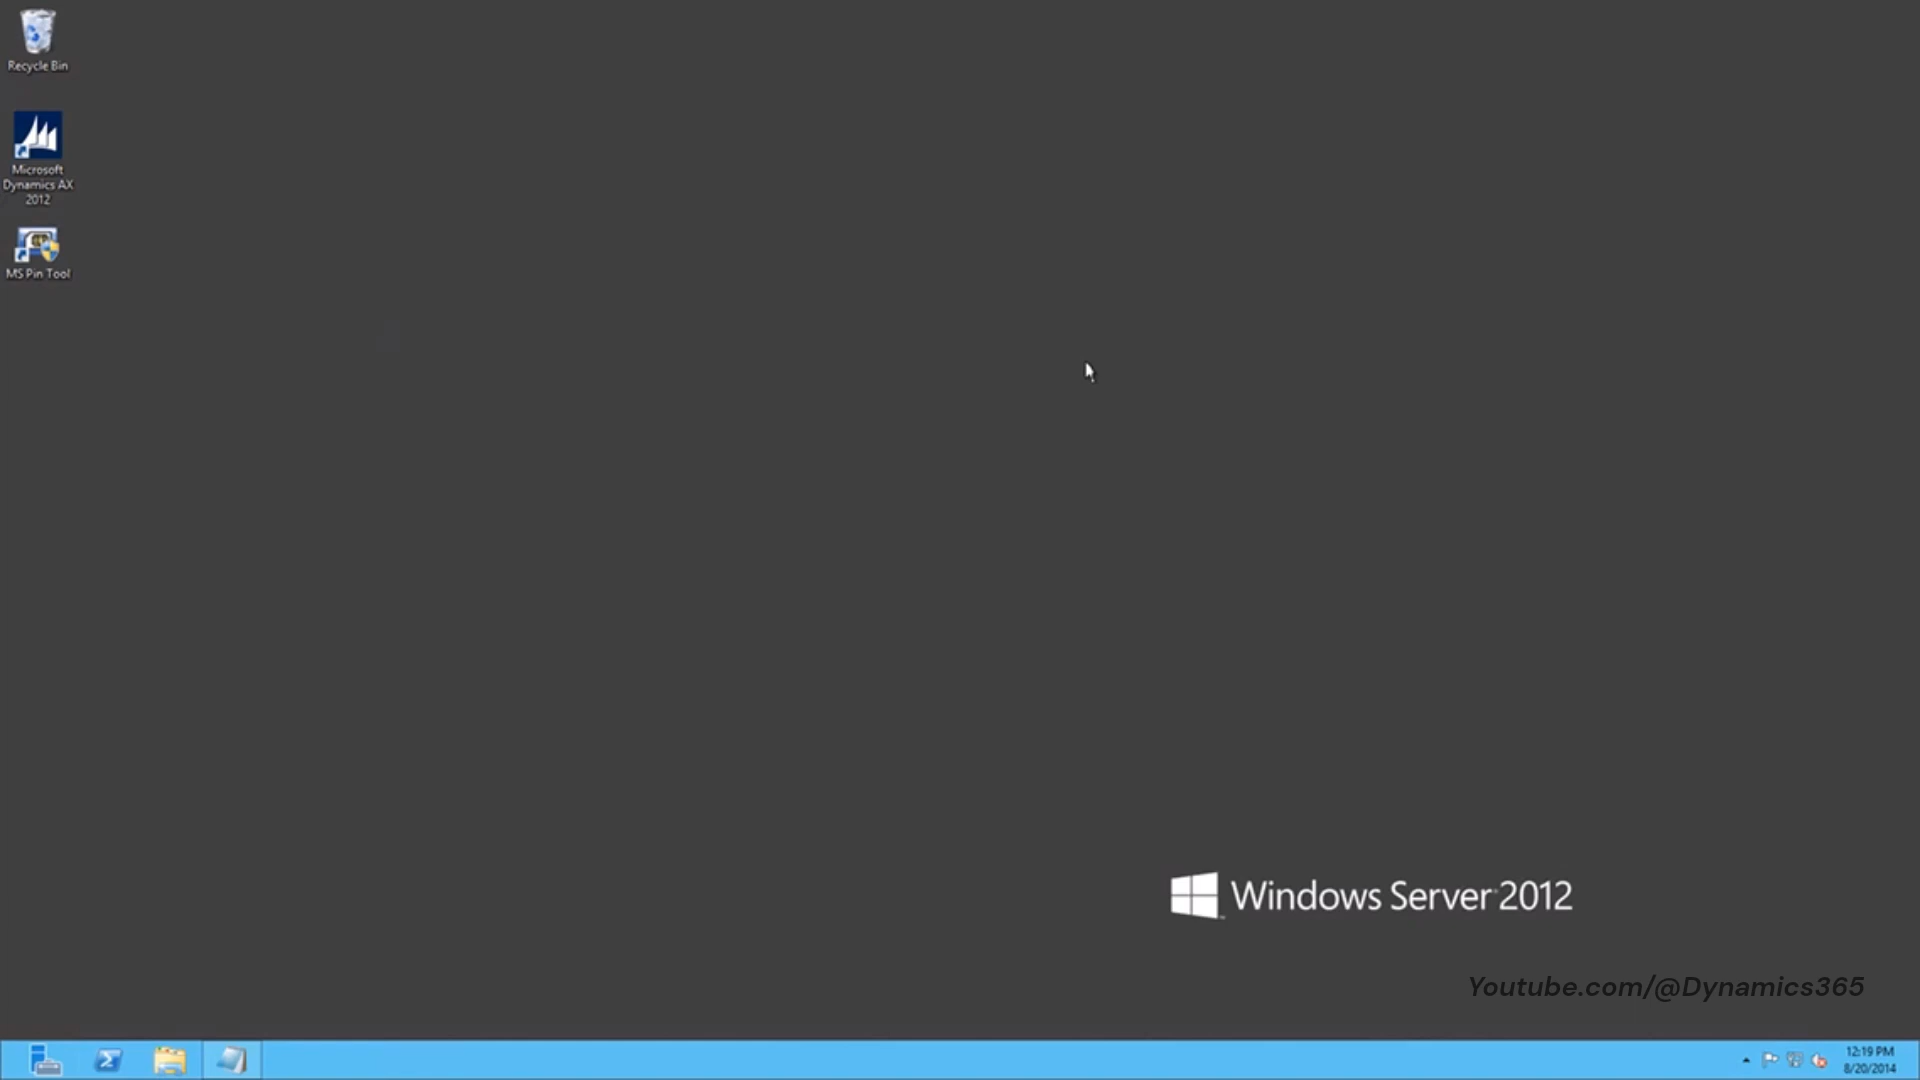 Recycle Bin
Microsoft
Dynamics AX
2012
MS Pin Tool
Windows Server 2012
Youtube.com/@Dynamics365
12:19 PM
8/20/2014